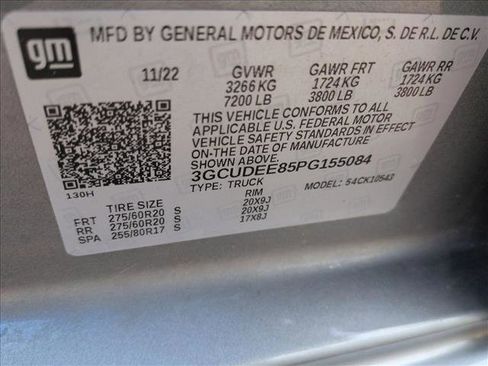 gm
MFD BY GENERAL MOTORS DE MEXICO, S. DE R.L. DE C.V.
11/22 GVWR GAWR FRT GAWR RR
3266 KG 1724 KG 1724 KG
7200 LB 3800 LB 3800 LB
THIS VEHICLE CONFORMS TO ALL
APPLICABLE U.S. FEDERAL MOTOR
VEHICLE SAFETY STANDARDS IN EFFECT
ON-THE DATE OF MANUFACTURE
SHOWN ABOVE.
3GCUDEE85PG155084
130H TYPE: TRUCK MODEL: 54CK10543
TIRE SIZE RIM
FRT 275/60R20 S 20X9J
RR 275/60R20 S 20X9J
SPA 255/80R17 S 17X8J